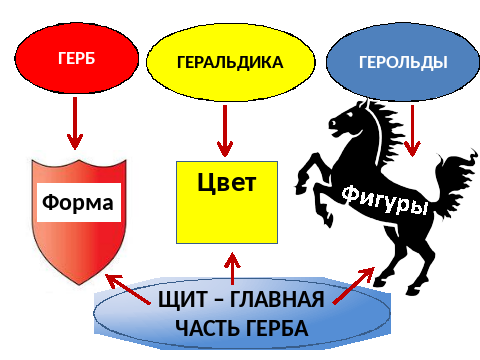 ГЕРБ
ГЕРАЛЬДИКА
ГЕРОЛЬДЫ
Форма
Цвет
Фигуры
ЩИТ – ГЛАВНАЯ
ЧАСТЬ ГЕРБА